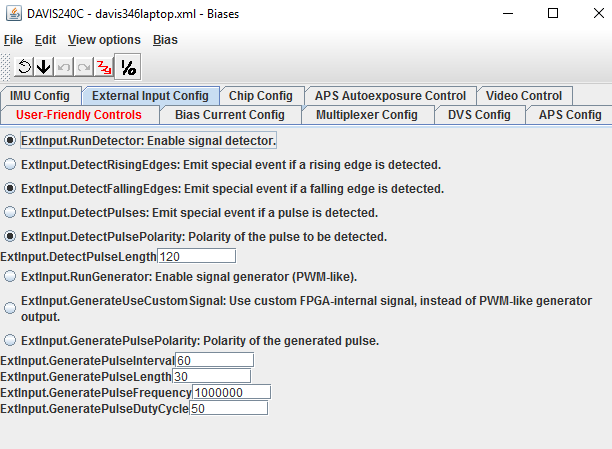 DAVIS240C - davis346laptop.xml - Biases
File Edit View options Bias
IMU Config External Input Config Chip Config APS Autoexposure Control Video Control
User-Friendly Controls Bias Current Config Multiplexer Config DVS Config APS Config
ExtInput.RunDetector: Enable signal detector.
ExtInput.DetectRisingEdges: Emit special event if a rising edge is detected.
ExtInput.DetectFallingEdges: Emit special event if a falling edge is detected.
ExtInput.DetectPulses: Emit special event if a pulse is detected.
ExtInput.DetectPulsePolarity: Polarity of the pulse to be detected.
ExtInput.DetectPulseLength 120
ExtInput.RunGenerator: Enable signal generator (PWM-like).
ExtInput.GenerateUseCustomSignal: Use custom FPGA-internal signal, instead of PWM-like generator
output.
ExtInput.GeneratePulsePolarity: Polarity of the generated pulse.
ExtInput.GeneratePulseInterval 60
ExtInput.GeneratePulseLength 30
ExtInput.GeneratePulseFrequency 1000000
ExtInput.GeneratePulseDutyCycle 50